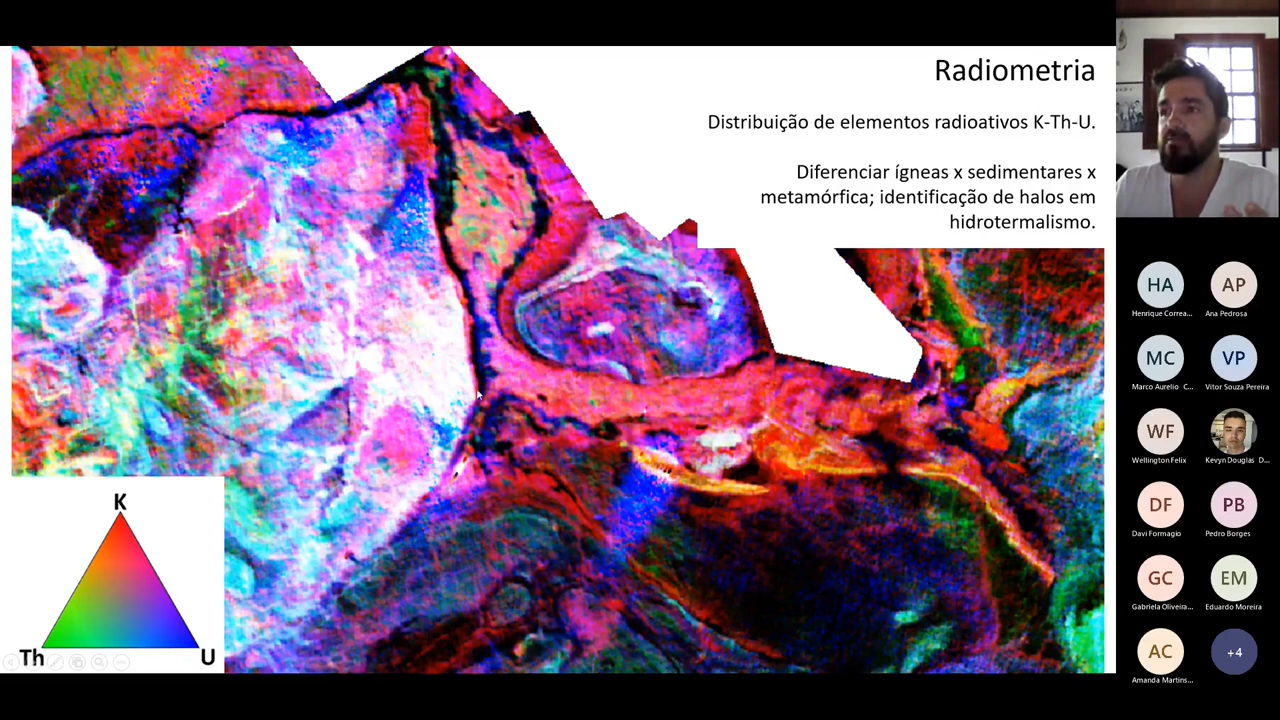 Radiometria
Distribuição de elementos radioativos K-Th-U.
Diferenciar ígneas x sedimentares x
metamórfica; identificação de halos em
hidrotermalismo.
K
Th
U
HA
Henrique Correa...
AP
Ana Pedrosa
MC
Marco Aurelio C...
VP
Vitor Souza Pereira
WF
Wellington Felix
Kevyn Douglas D...
DF
Davi Formagio
PB
Pedro Borges
GC
Gabriela Oliveira...
EM
Eduardo Moreira
AC
Amanda Martins...
+4